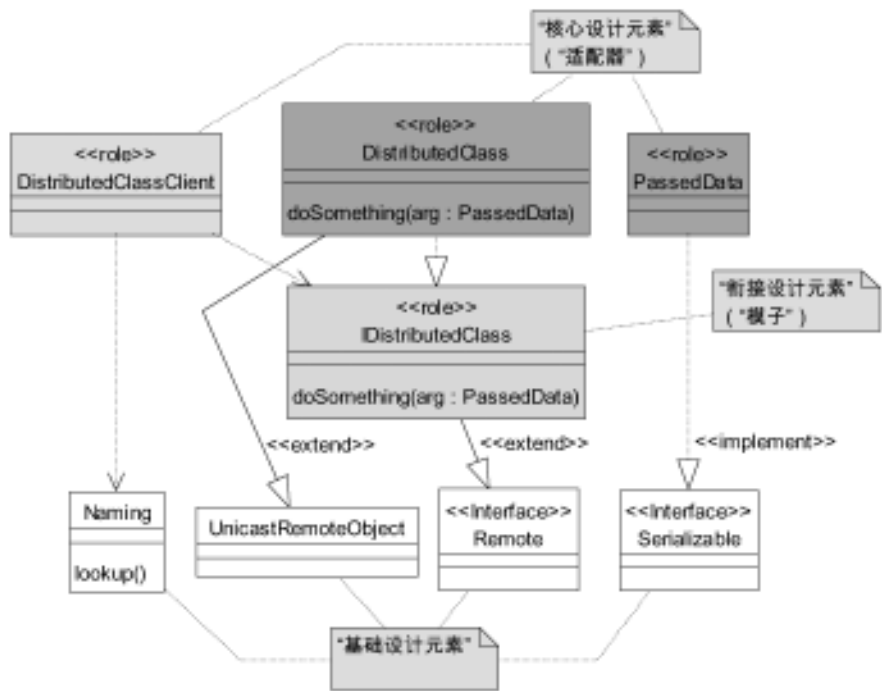 "核心设计元素"
("适配器")
<<role>>
DistributedClassClient
<<role>>
DistributedClass
doSomething(arg : PassedData)
<<role>>
PassedData
<<role>>
IDistributedClass
doSomething(arg : PassedData)
"衔接设计元素"
("模子")
<<extend>>
<<extend>>
<<implement>>
Naming
lookup()
UnicastRemoteObject
<<Interface>>
Remote
<<Interface>>
Serializable
"基础设计元素"